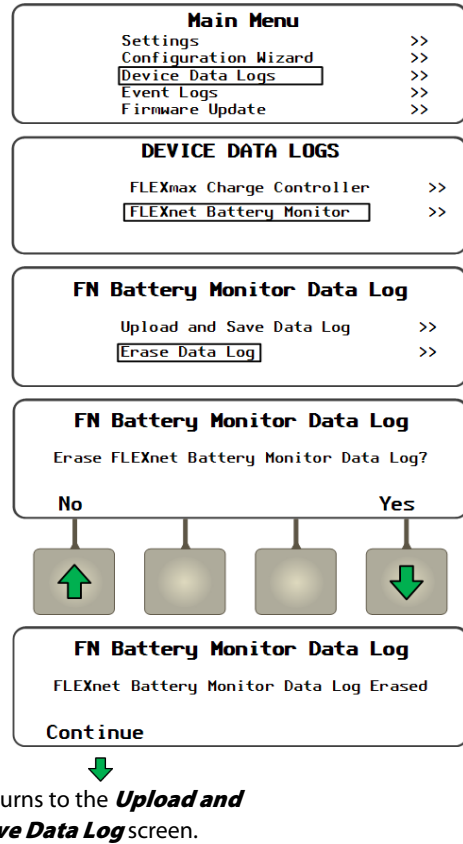 Main Menu
Settings >>
Configuration Wizard >>
Device Data Logs >>
Event Logs >>
Firmware Update >>
DEVICE DATA LOGS
FLEXmax Charge Controller >>
FLEXnet Battery Monitor >>
FN Battery Monitor Data Log
Upload and Save Data Log >>
Erase Data Log >>
FN Battery Monitor Data Log
Erase FLEXnet Battery Monitor Data Log?
No Yes
FN Battery Monitor Data Log
FLEXnet Battery Monitor Data Log Erased
Continue
urns to the Upload and
ve Data Log screen.